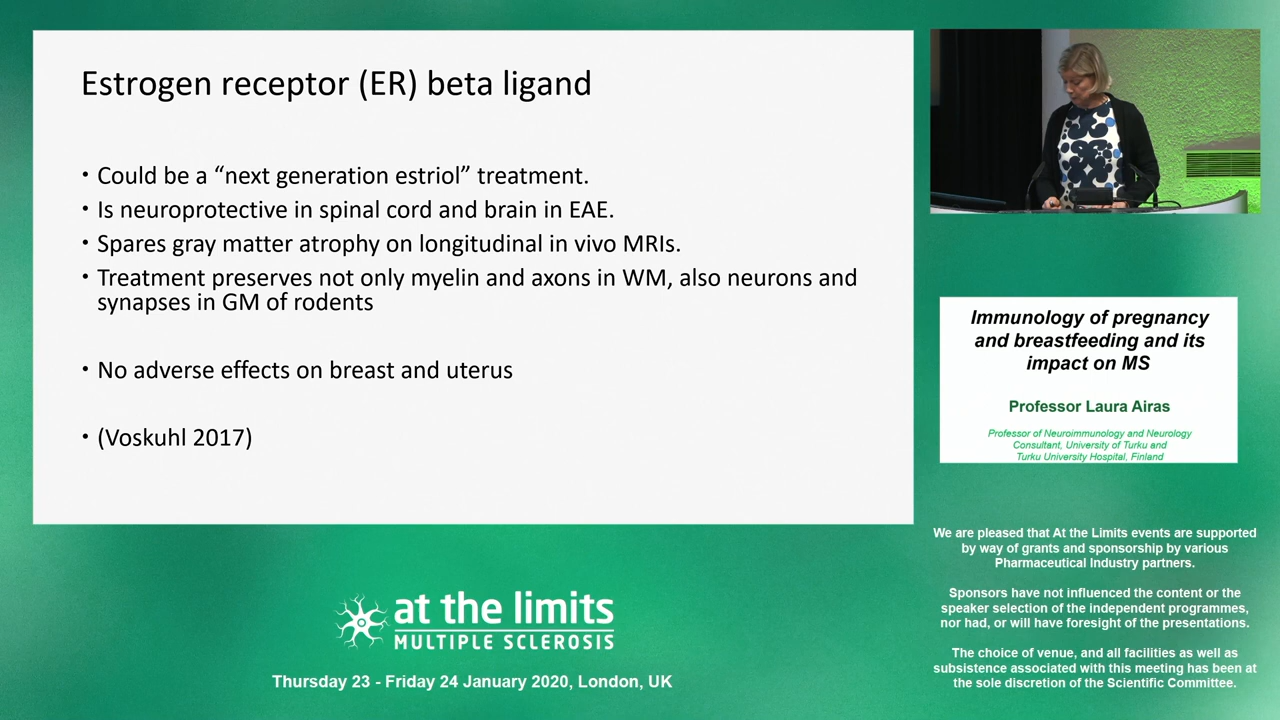 Estrogen receptor (ER) beta ligand
• Could be a “next generation estriol” treatment.
• Is neuroprotective in spinal cord and brain in EAE.
• Spares gray matter atrophy on longitudinal in vivo MRIs.
• Treatment preserves not only myelin and axons in WM, also neurons and
synapses in GM of rodents
• No adverse effects on breast and uterus
• (Voskuhl 2017)
Immunology of pregnancy
and breastfeeding and its
impact on MS
Professor Laura Airas
Professor of Neuroimmunology and Neurology
Consultant, University of Turku and
Turku University Hospital, Finland
We are pleased that At the Limits events are supported
by way of grants and sponsorship by various
Pharmaceutical Industry partners.
Sponsors have not influenced the content or the
speaker selection of the independent programmes,
nor had, or will have foresight of the presentations.
The choice of venue, and all facilities as well as
subsistence associated with this meeting has been at
the sole discretion of the Scientific Committee.
at the limits
MULTIPLE SCLEROSIS
Thursday 23 - Friday 24 January 2020, London, UK